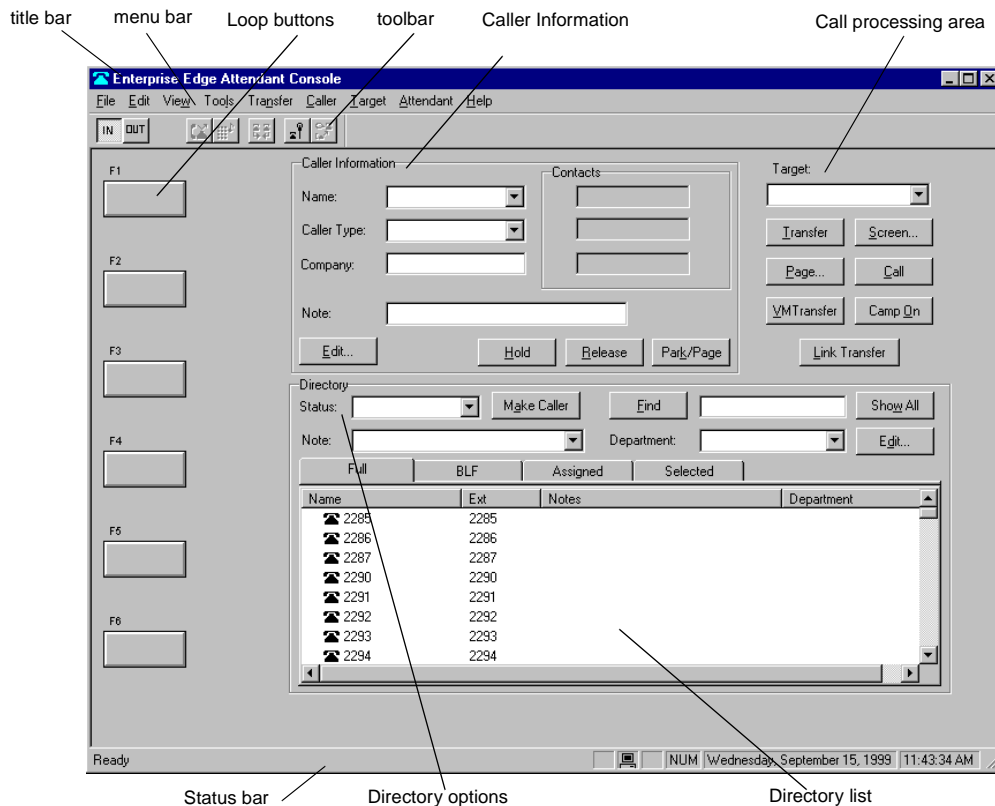 title bar menu bar Loop buttons toolbar Caller Information Call processing area
Enterprise Edge Attendant Console
File Edit View Tools Transfer Caller Target Attendant Help
IN OUT
F1
F2
F3
F4
F5
F6
Caller Information
Contacts
Name:
Caller Type:
Company:
Note:
Edit... Hold Release Park/Page
Target:
Transfer Screen...
Page... Call
VMTransfer Camp On
Link Transfer
Directory
Status: Make Caller Find Show All
Note: Department: Edit...
Full BLF Assigned Selected
Name Ext Notes Department
2285 2285
2286 2286
2287 2287
2290 2290
2291 2291
2292 2292
2293 2293
2294 2294
Ready NUM Wednesday, September 15, 1999 11:43:34 AM
Status bar Directory options Directory list